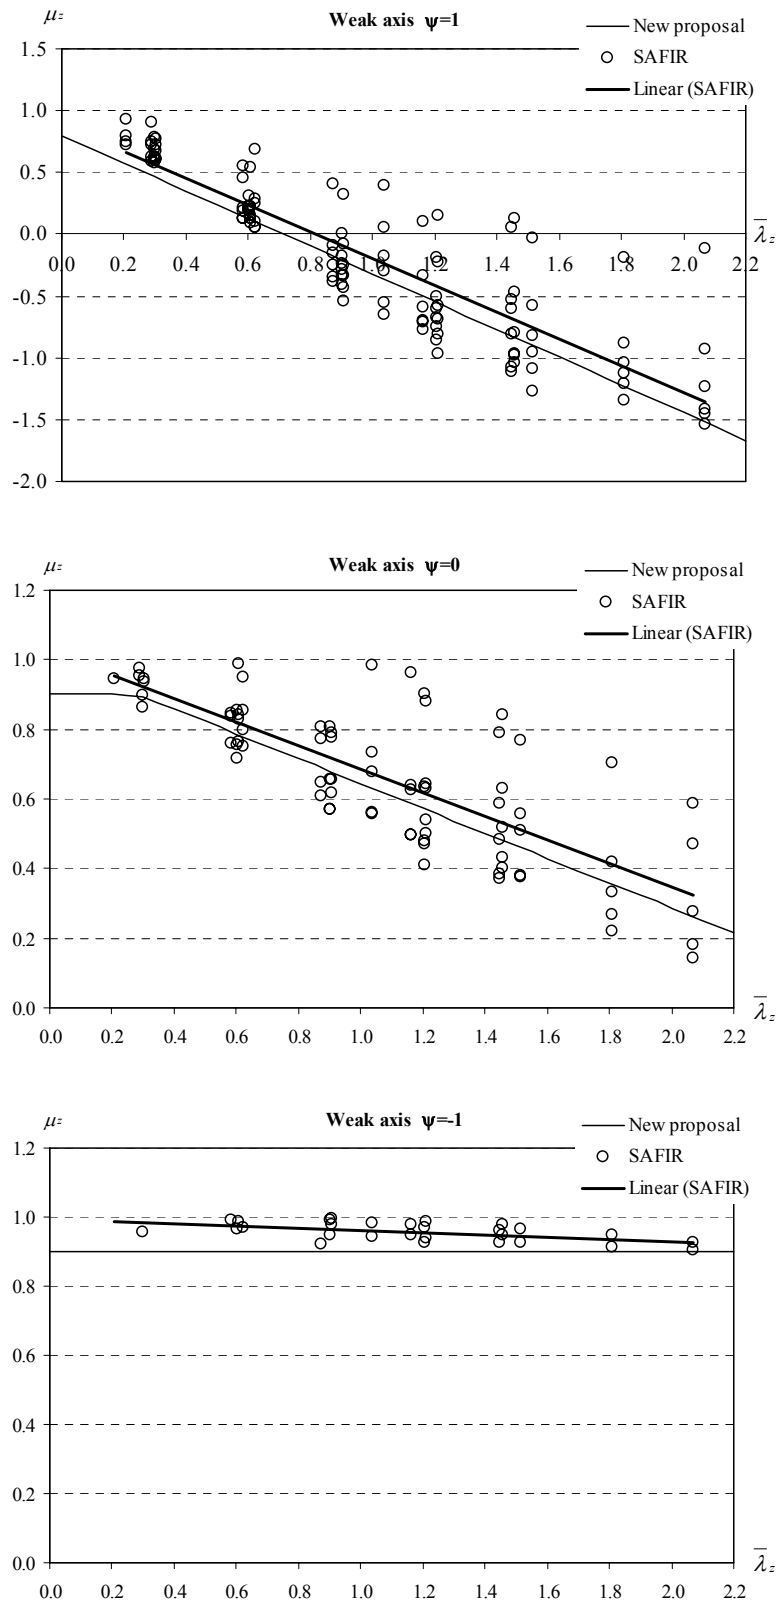 μz
Weak axis ψ=1
New proposal
SAFIR
Linear (SAFIR)
1.5
1.0
0.5
0.0
-0.5
-1.0
-1.5
-2.0
0.0 0.2 0.4 0.6 0.8 1.0 1.2 1.4 1.6 1.8 2.0 2.2
λ̅z
μz
Weak axis ψ=0
New proposal
SAFIR
Linear (SAFIR)
1.2
1.0
0.8
0.6
0.4
0.2
0.0
0.0 0.2 0.4 0.6 0.8 1.0 1.2 1.4 1.6 1.8 2.0 2.2
λ̅z
μz
Weak axis ψ=-1
New proposal
SAFIR
Linear (SAFIR)
1.2
1.0
0.8
0.6
0.4
0.2
0.0
0.0 0.2 0.4 0.6 0.8 1.0 1.2 1.4 1.6 1.8 2.0 2.2
λ̅z